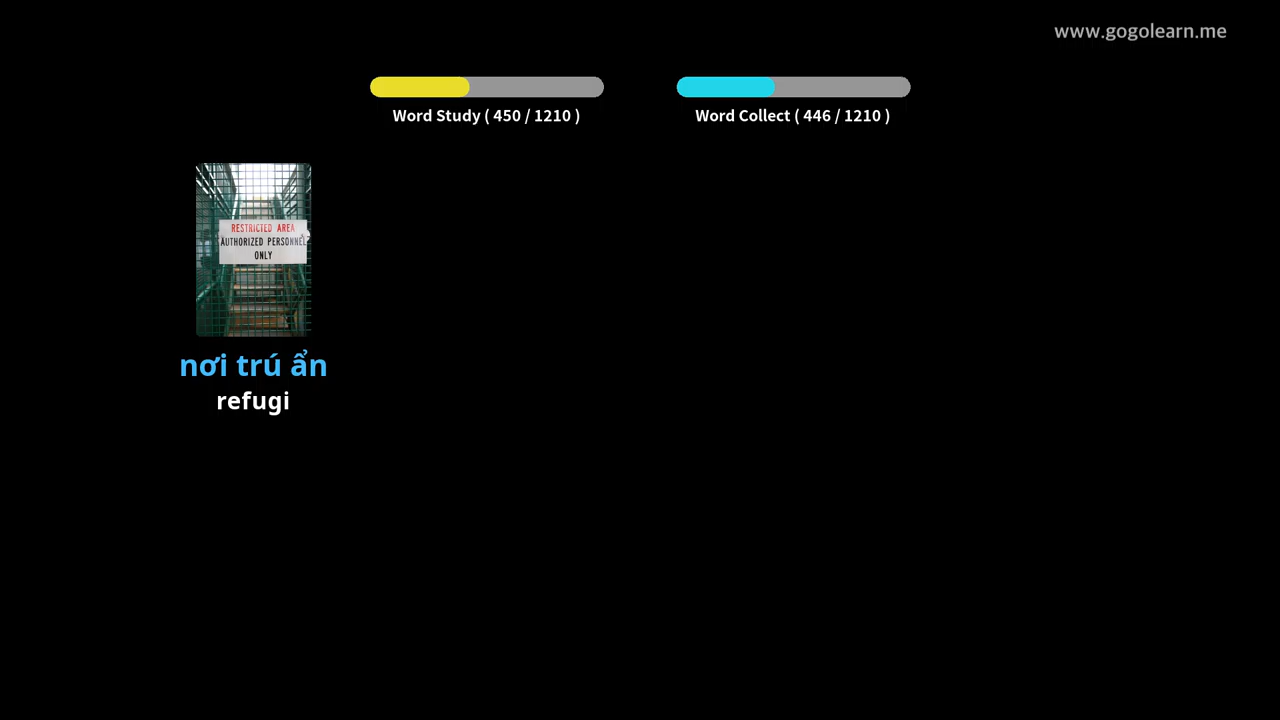 www.gogolearn.me
Word Study ( 450 / 1210 )
Word Collect ( 446 / 1210 )
RESTRICTED AREA
AUTHORIZED PERSONNEL
ONLY
nơi trú ẩn
refugi